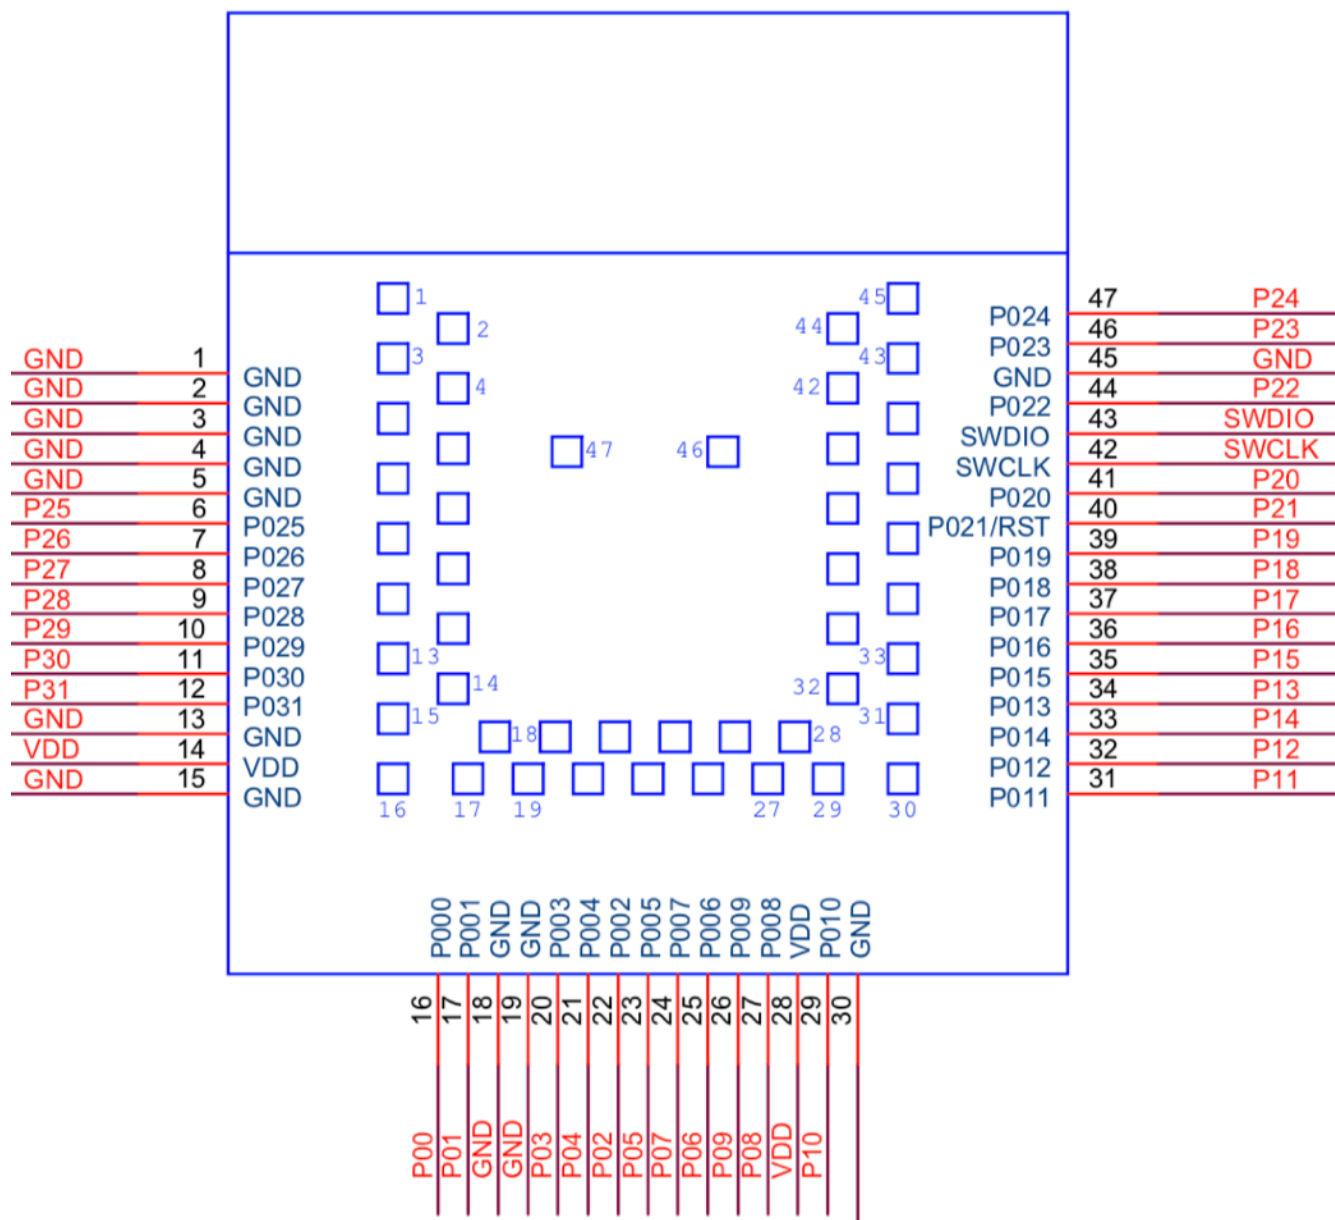 GND 1 GND
GND 2 GND
GND 3 GND
GND 4 GND
GND 5 GND
P25 6 P025
P26 7 P026
P27 8 P027
P28 9 P028
P29 10 P029
P30 11 P030
P31 12 P031
GND 13 GND
VDD 14 VDD
GND 15 GND
1
2
3
4
47
46
45
44
43
42
13
14
15
33
32
31
18
28
16
17
19
27
29
30
P024 47 P24
P023 46 P23
GND 45 GND
P022 44 P22
SWDIO 43 SWDIO
SWCLK 42 SWCLK
P020 41 P20
P021/RST 40 P21
P019 39 P19
P018 38 P18
P017 37 P17
P016 36 P16
P015 35 P15
P013 34 P13
P014 33 P14
P012 32 P12
P011 31 P11
P000 16 P00
P001 17 P01
GND 18 GND
GND 19 GND
P003 20 P03
P004 21 P04
P002 22 P02
P005 23 P05
P007 24 P07
P006 25 P06
P009 26 P09
P008 27 P08
VDD 28 VDD
P010 29 P10
GND 30